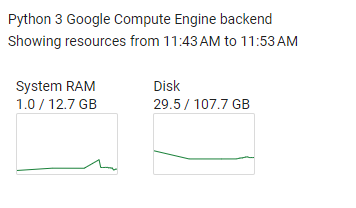 Python 3 Google Compute Engine backend
Showing resources from 11:43 AM to 11:53 AM
System RAM
1.0 / 12.7 GB
Disk
29.5 / 107.7 GB